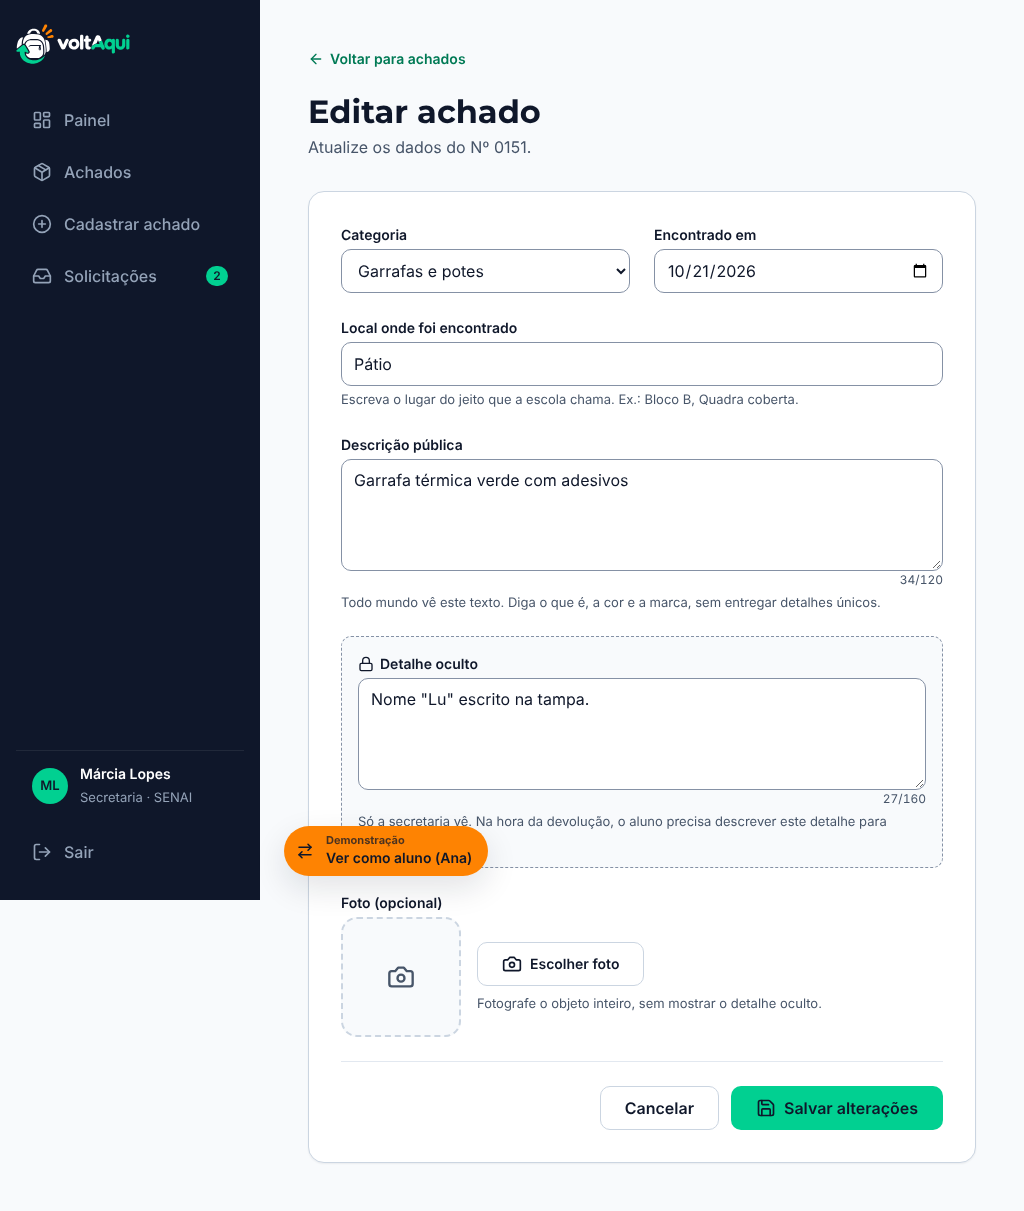 voltAqui
Painel
Achados
Cadastrar achado
Solicitações 2
ML
Márcia Lopes
Secretaria · SENAI
Sair
Voltar para achados
Editar achado
Atualize os dados do Nº 0151.
Categoria
Garrafas e potes
Encontrado em
10/21/2026
Local onde foi encontrado
Pátio
Escreva o lugar do jeito que a escola chama. Ex.: Bloco B, Quadra coberta.
Descrição pública
Garrafa térmica verde com adesivos
34/120
Todo mundo vê este texto. Diga o que é, a cor e a marca, sem entregar detalhes únicos.
Detalhe oculto
Nome "Lu" escrito na tampa.
27/160
Só a secretaria vê. Na hora da devolução, o aluno precisa descrever este detalhe para
Demonstração
Ver como aluno (Ana)
Foto (opcional)
Escolher foto
Fotografe o objeto inteiro, sem mostrar o detalhe oculto.
Cancelar
Salvar alterações